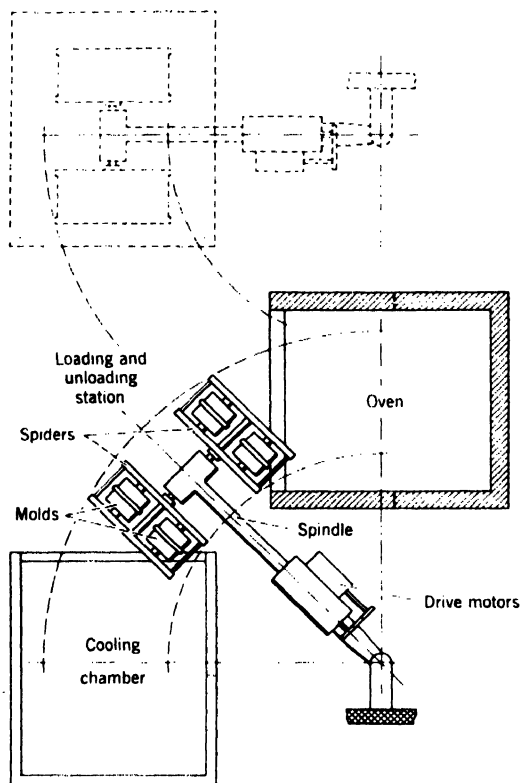 Loading and
unloading
station
Oven
Spiders
Molds
Spindle
Drive motors
Cooling
chamber